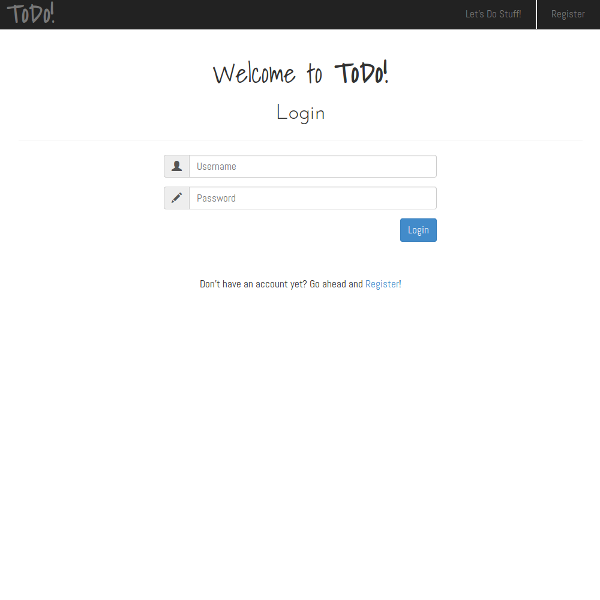 ToDo!
Let's Do Stuff!
Register
Welcome to ToDo!
Login
Username
Password
Login
Don't have an account yet? Go ahead and Register!